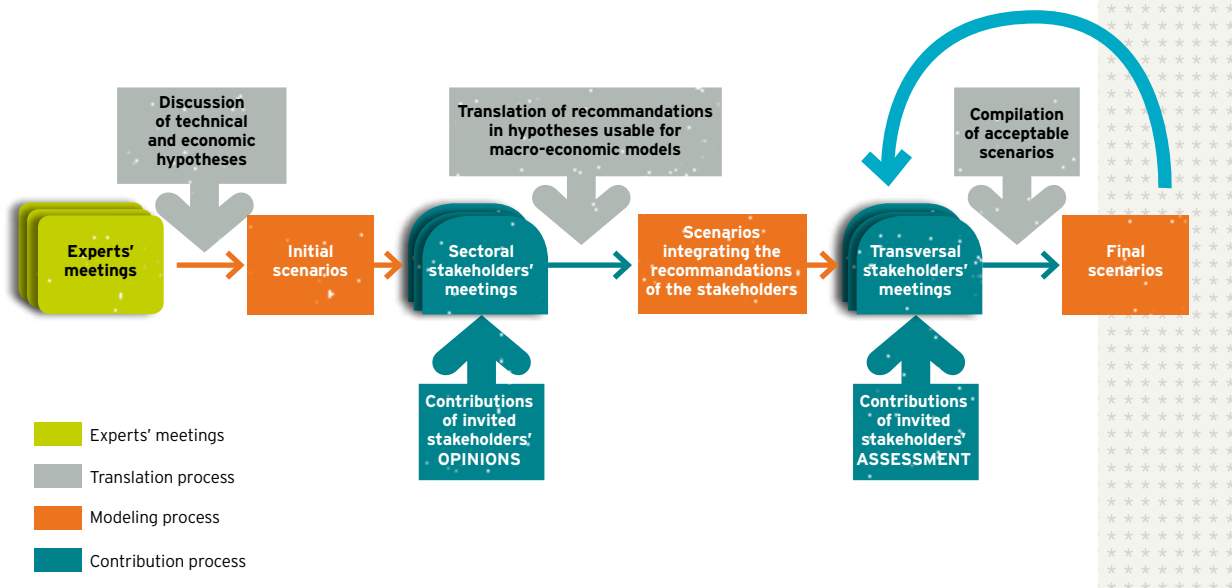 Discussion
of technical
and economic
hypotheses
Translation of recommandations
in hypotheses usable for
macro-economic models
Compilation
of acceptable
scenarios
Experts’
meetings
Initial
scenarios
Sectoral
stakeholders’
meetings
Scenarios
integrating the
recommandations
of the stakeholders
Transversal
stakeholders’
meetings
Final
scenarios
Contributions
of invited
stakeholders’
OPINIONS
Contributions
of invited
stakeholders’
ASSESSMENT
Experts’ meetings
Translation process
Modeling process
Contribution process